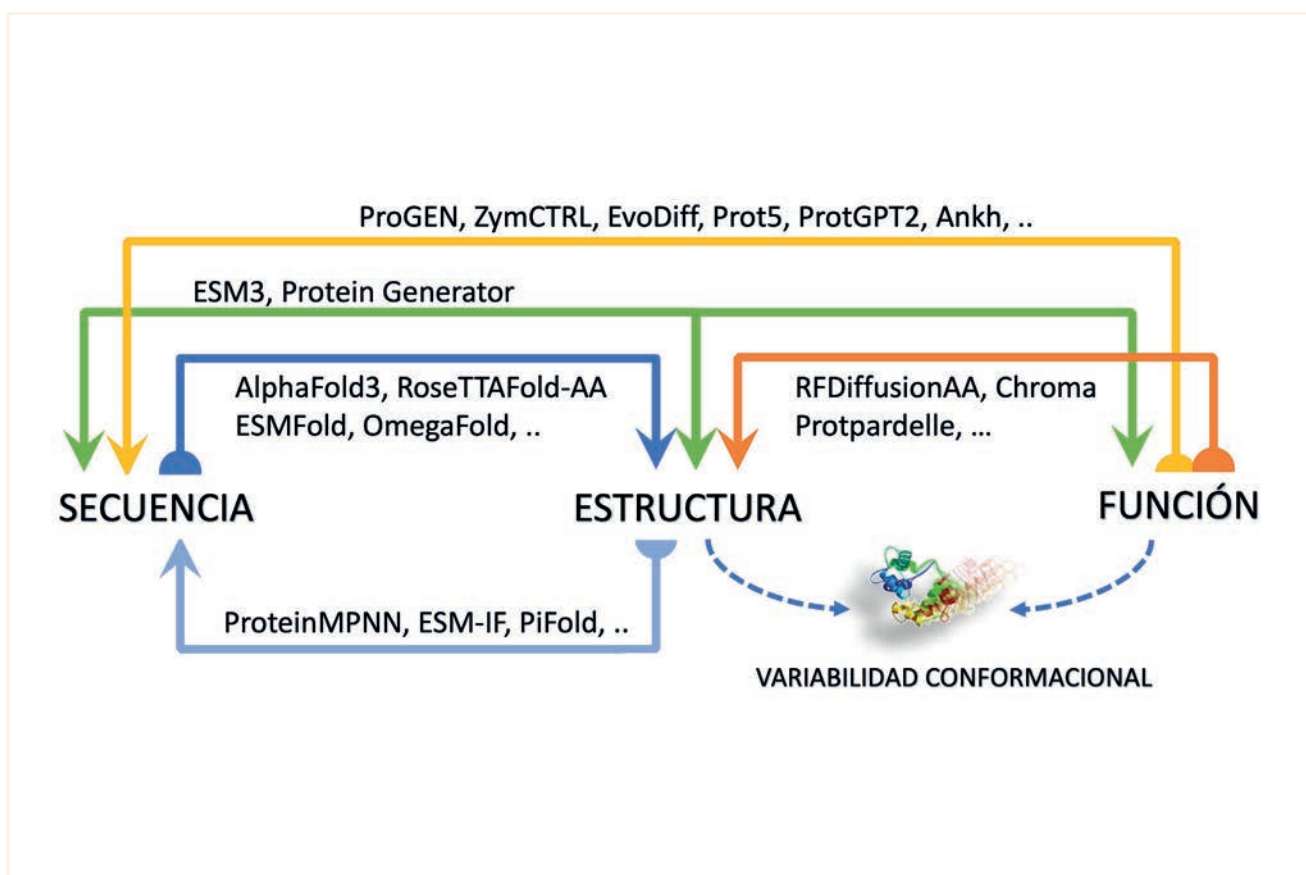 ProGEN, ZymCTRL, EvoDiff, Prot5, ProtGPT2, Ankh, ..
ESM3, Protein Generator
AlphaFold3, RoseTTAFold-AA
ESMFold, OmegaFold, ..
RFDiffusionAA, Chroma
Protpardelle, ...
SECUENCIA
ESTRUCTURA
FUNCIÓN
ProteinMPNN, ESM-IF, PiFold, ..
VARIABILIDAD CONFORMACIONAL